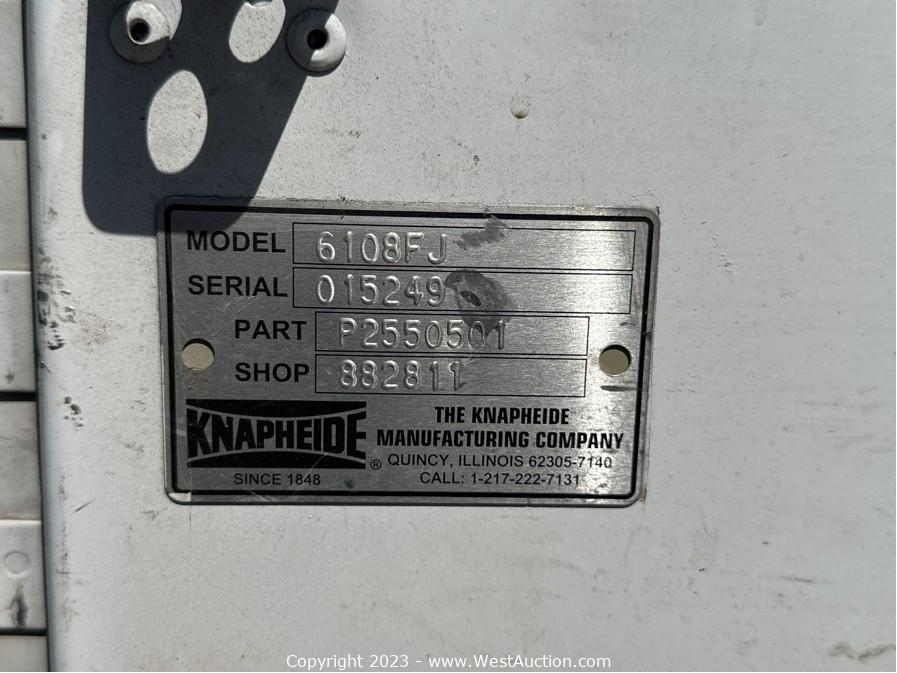 MODEL 6108FJ
SERIAL 015249
PART P2550501
SHOP 882811
KNAPHEIDE ®
SINCE 1848
THE KNAPHEIDE
MANUFACTURING COMPANY
QUINCY, ILLINOIS 62305-7140
CALL: 1-217-222-7131
Copyright 2023 - www.WestAuction.com